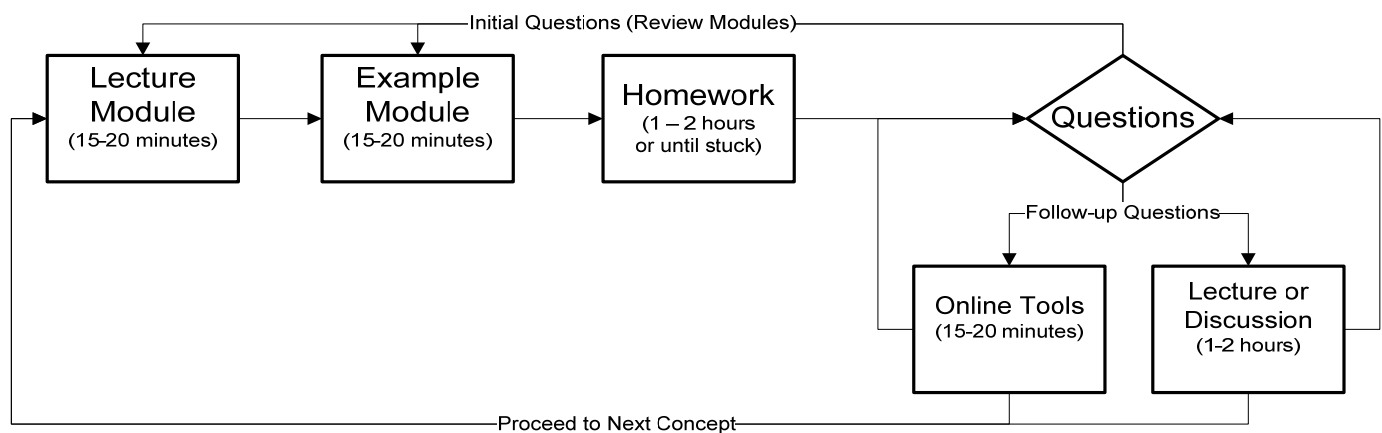 Initial Questions (Review Modules)
Lecture
Module
(15-20 minutes)
Example
Module
(15-20 minutes)
Homework
(1 – 2 hours
or until stuck)
Questions
Follow-up Questions
Online Tools
(15-20 minutes)
Lecture or
Discussion
(1-2 hours)
Proceed to Next Concept